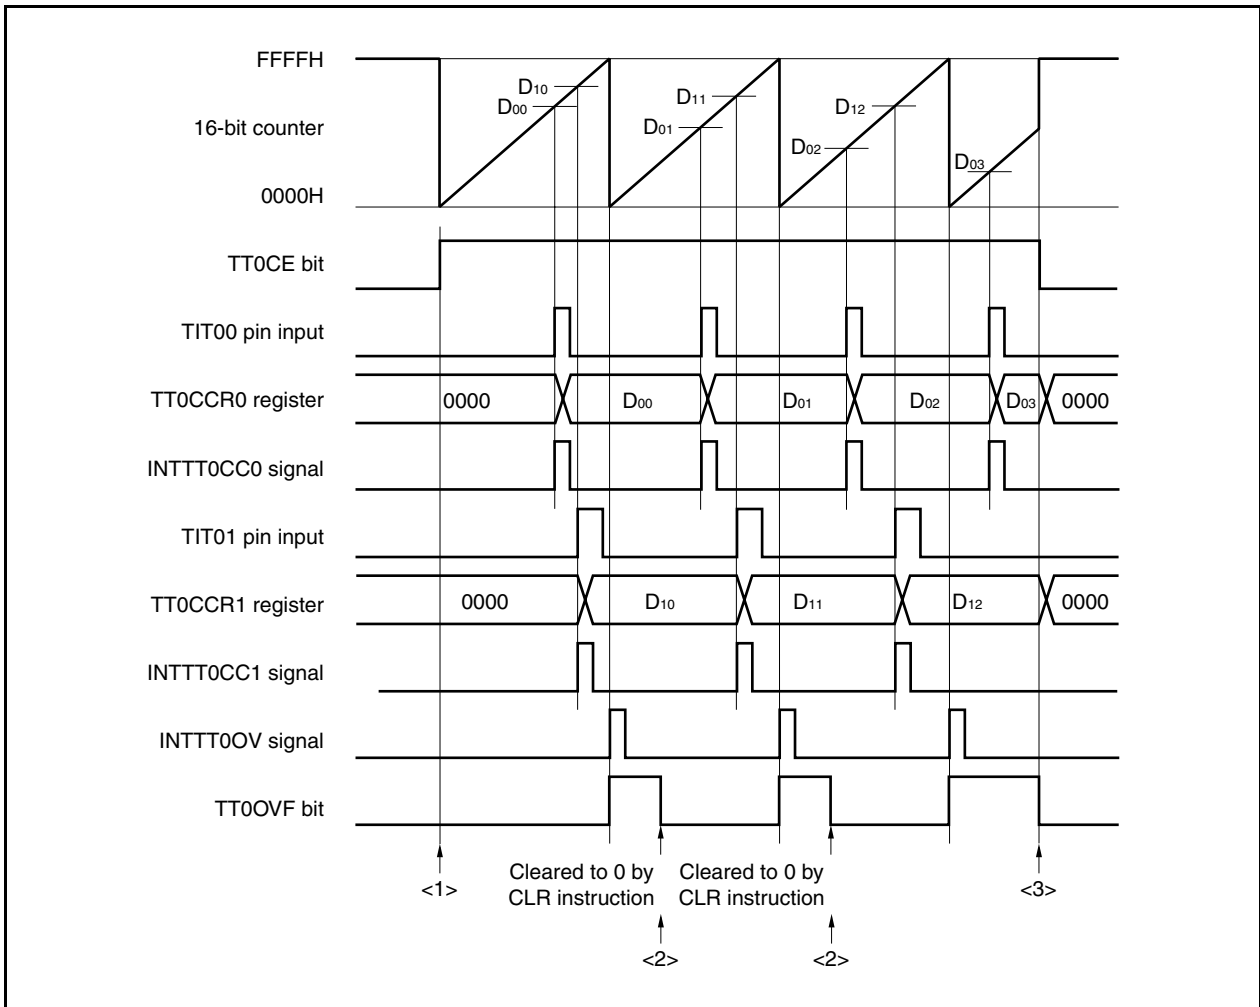 FFFFH
D10
D00
D11
D01
D12
D02
D03
16-bit counter
0000H
TT0CE bit
TIT00 pin input
TT0CCR0 register
0000
D00
D01
D02
D03
0000
INTTT0CC0 signal
TIT01 pin input
TT0CCR1 register
0000
D10
D11
D12
0000
INTTT0CC1 signal
INTTT0OV signal
TT0OVF bit
<1>
Cleared to 0 by
CLR instruction
Cleared to 0 by
CLR instruction
<3>
<2>
<2>